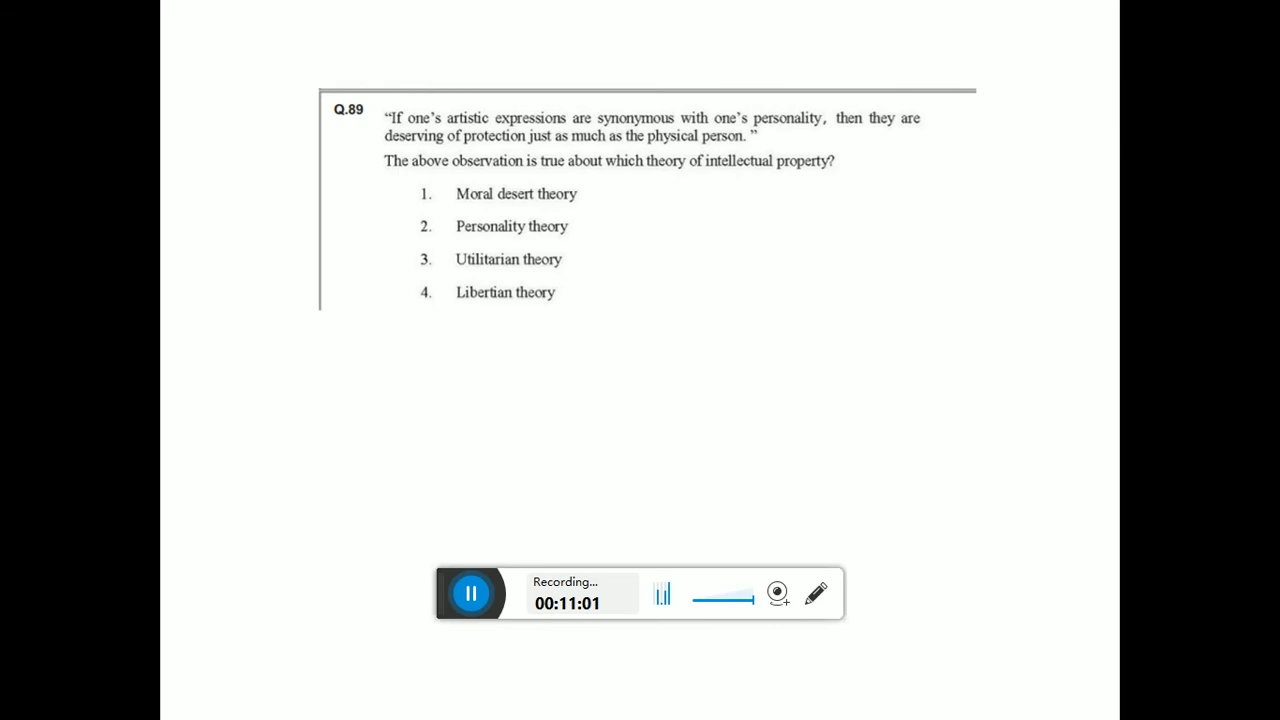 Q.89
“If one’s artistic expressions are synonymous with one’s personality, then they are
deserving of protection just as much as the physical person. ”
The above observation is true about which theory of intellectual property?
1. Moral desert theory
2. Personality theory
3. Utilitarian theory
4. Libertian theory
Recording...
00:11:01